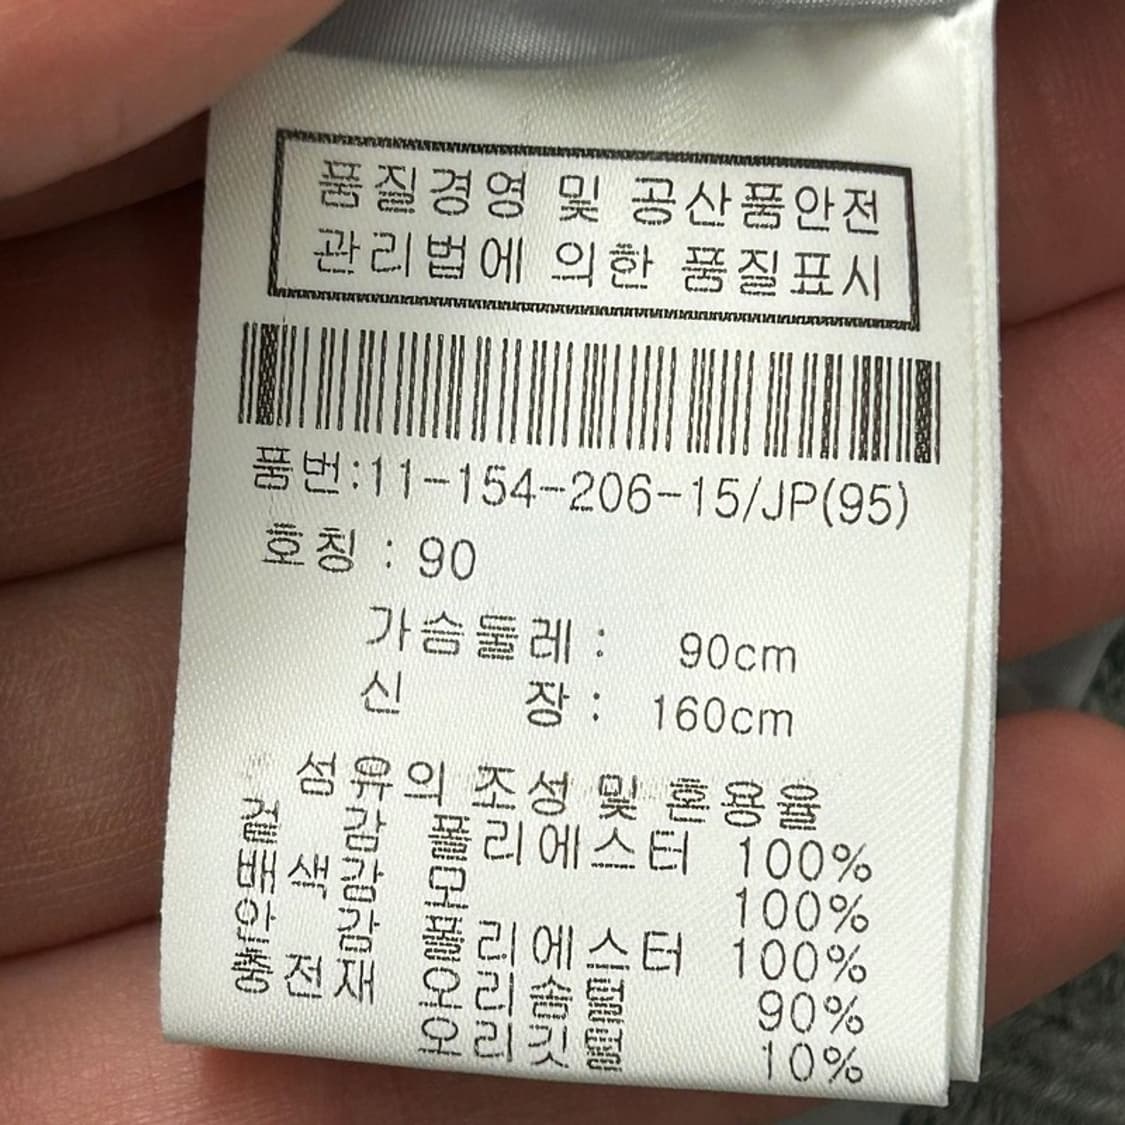 품질경영 및 공산품안전
관리법에 의한 품질표시
품번:11-154-206-15/JP(95)
호칭 : 90
가슴둘레 : 90cm
신 장 : 160cm
섬유의 조성 및 혼용율
겉 감 폴리에스터 100%
배색감 모 100%
안 감 폴리에스터 100%
충전재 오리솜털 90%
오리깃털 10%